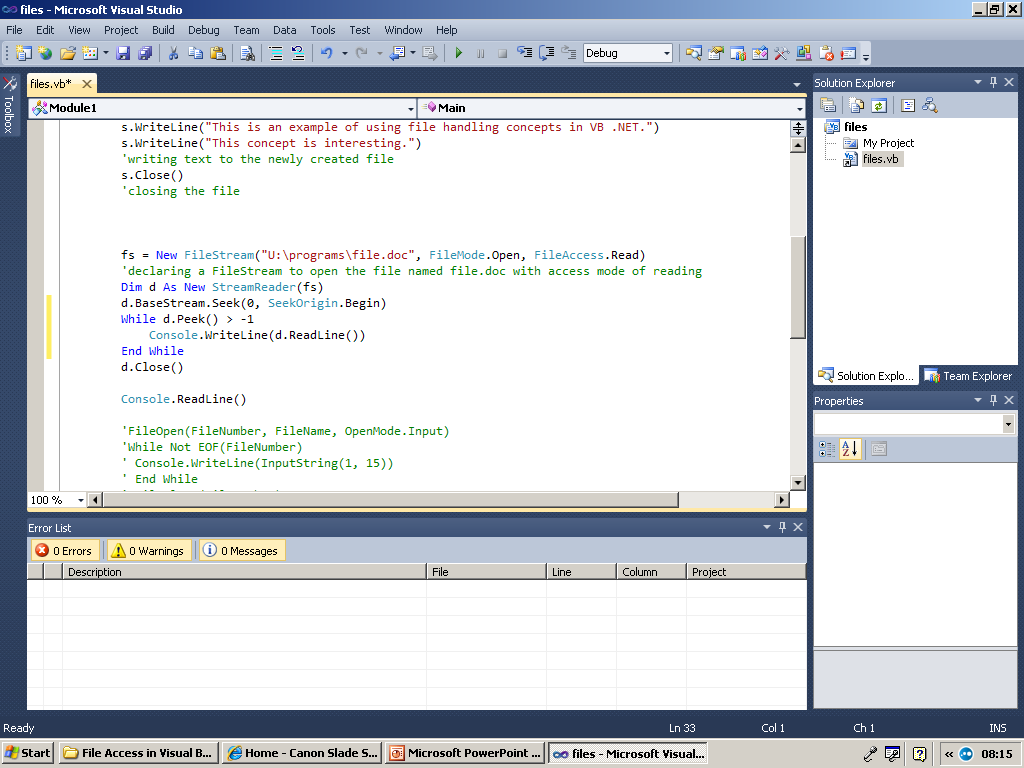 files - Microsoft Visual Studio
File Edit View Project Build Debug Team Data Tools Test Window Help
Debug
Toolbox
files.vb*
Module1
Main
s.WriteLine("This is an example of using file handling concepts in VB .NET.")
s.WriteLine("This concept is interesting.")
'writing text to the newly created file
s.Close()
'closing the file
fs = New FileStream("U:\programs\file.doc", FileMode.Open, FileAccess.Read)
'declaring a FileStream to open the file named file.doc with access mode of reading
Dim d As New StreamReader(fs)
d.BaseStream.Seek(0, SeekOrigin.Begin)
While d.Peek() > -1
Console.WriteLine(d.ReadLine())
End While
d.Close()
Console.ReadLine()
'FileOpen(FileNumber, FileName, OpenMode.Input)
'While Not EOF(FileNumber)
' Console.WriteLine(InputString(1, 15))
' End While
100 %
Solution Explorer
files
My Project
files.vb
Solution Explo...
Team Explorer
Properties
Error List
0 Errors
0 Warnings
0 Messages
Description File Line Column Project
Ready Ln 33 Col 1 Ch 1 INS
Start
File Access in Visual B...
Home - Canon Slade S...
Microsoft PowerPoint ...
files - Microsoft Visual...
08:15